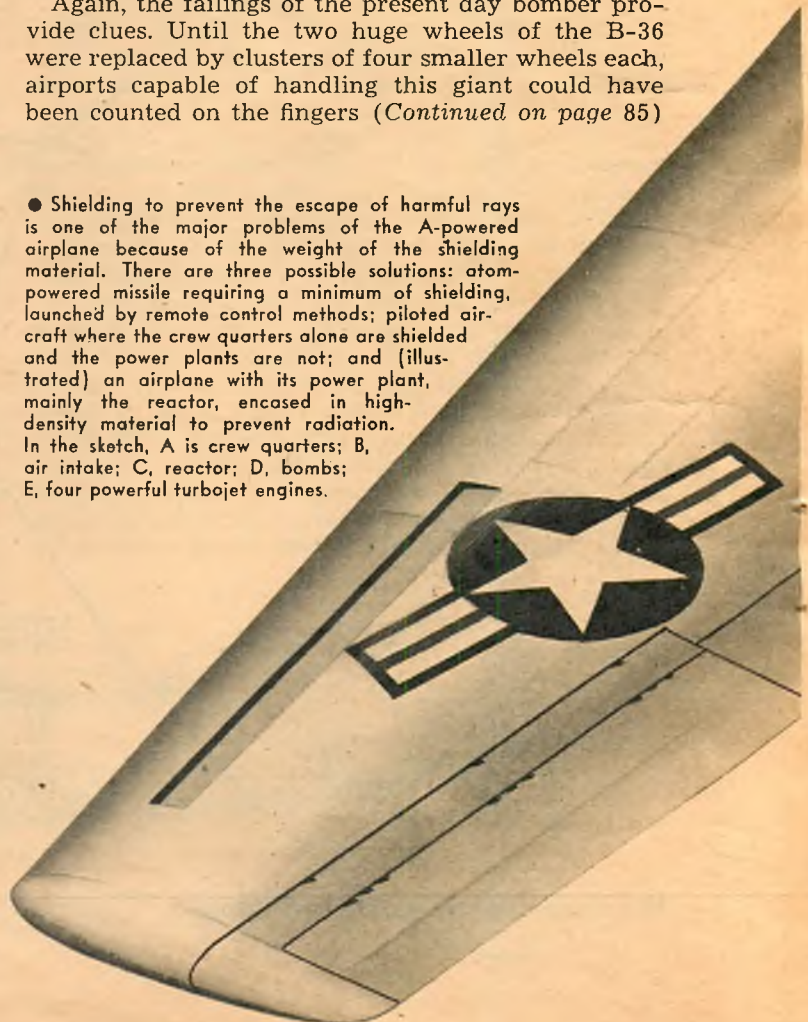 Again, the failings of the present day bomber pro-
vide clues. Until the two huge wheels of the B-36
were replaced by clusters of four smaller wheels each,
airports capable of handling this giant could have
been counted on the fingers (Continued on page 85)
● Shielding to prevent the escape of harmful rays
is one of the major problems of the A-powered
airplane because of the weight of the shielding
material. There are three possible solutions: atom-
powered missile requiring a minimum of shielding,
launched by remote control methods; piloted air-
craft where the crew quarters alone are shielded
and the power plants are not; and (illus-
trated) an airplane with its power plant,
mainly the reactor, encased in high-
density material to prevent radiation.
In the sketch, A is crew quarters; B,
air intake; C, reactor; D, bombs;
E, four powerful turbojet engines.